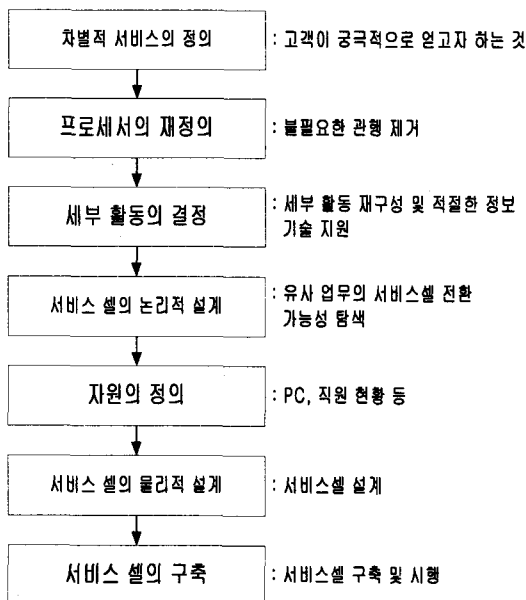 차별적 서비스의 정의
: 고객이 궁극적으로 얻고자 하는 것
프로세서의 재정의
: 불필요한 관행 제거
세부 활동의 결정
: 세부 활동 재구성 및 적절한 정보
기술 지원
서비스 셀의 논리적 설계
: 유사 업무의 서비스셀 전환
가능성 탐색
자원의 정의
: PC, 직원 현황 등
서비스 셀의 물리적 설계
: 서비스셀 설계
서비스 셀의 구축
: 서비스셀 구축 및 시행